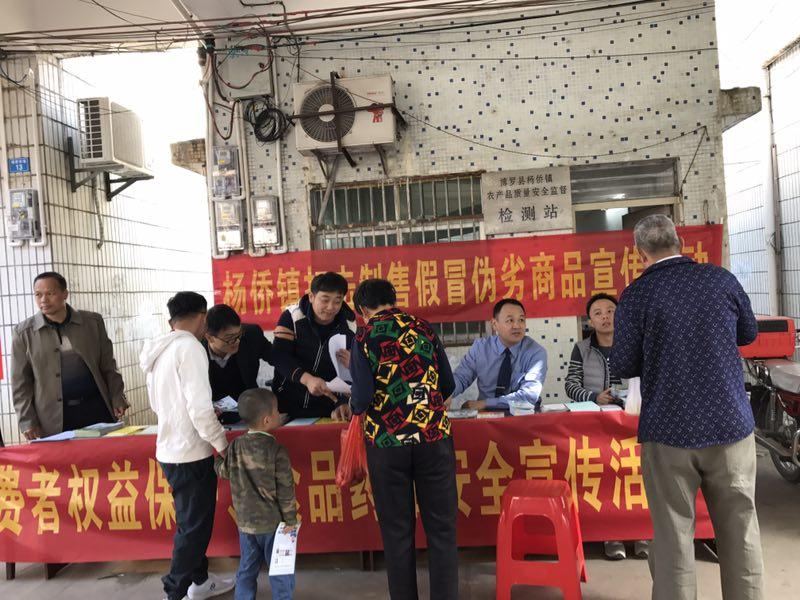 博罗县杨侨镇
农产品质量安全监督
检测站
杨侨镇 制售假冒伪劣商品宣传 动
费者权益保 品药 安全宣传活
13